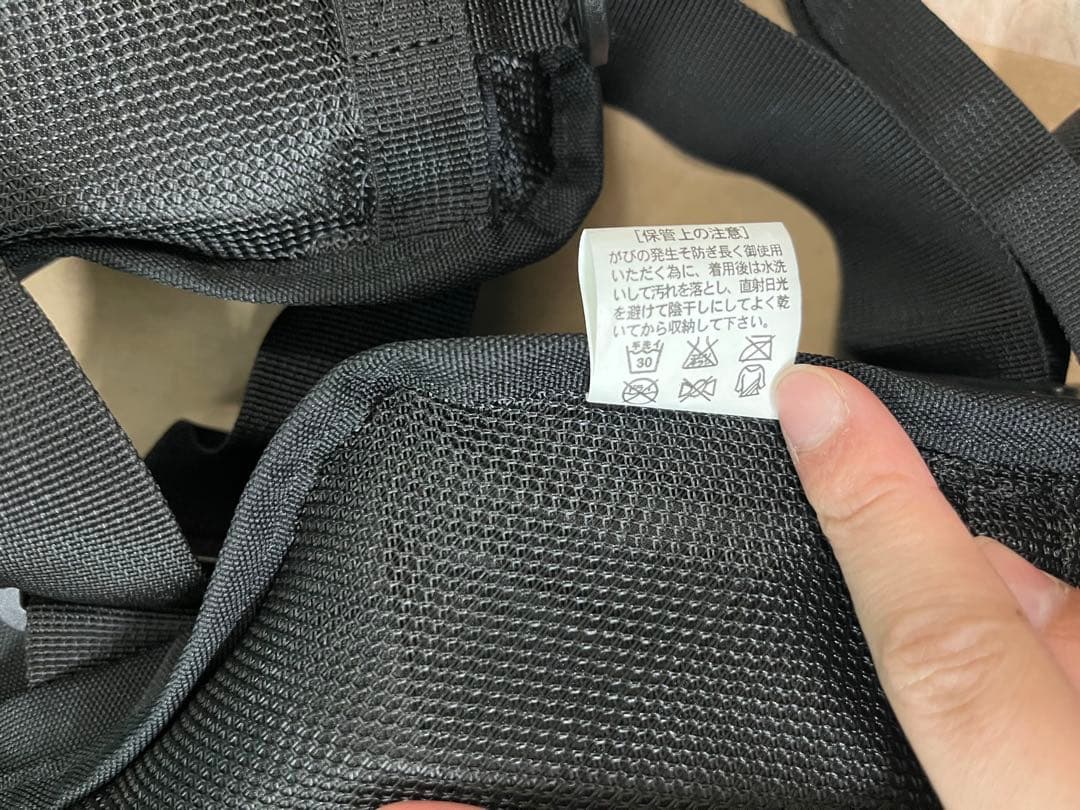 [保管上の注意]
がびの発生そ防ぎ長く御使用
いただく為に、着用後は水洗
いして汚れを落とし、直射日光
を避けて陰干しにしてよく乾
いてから収納して下さい。
手洗イ
30